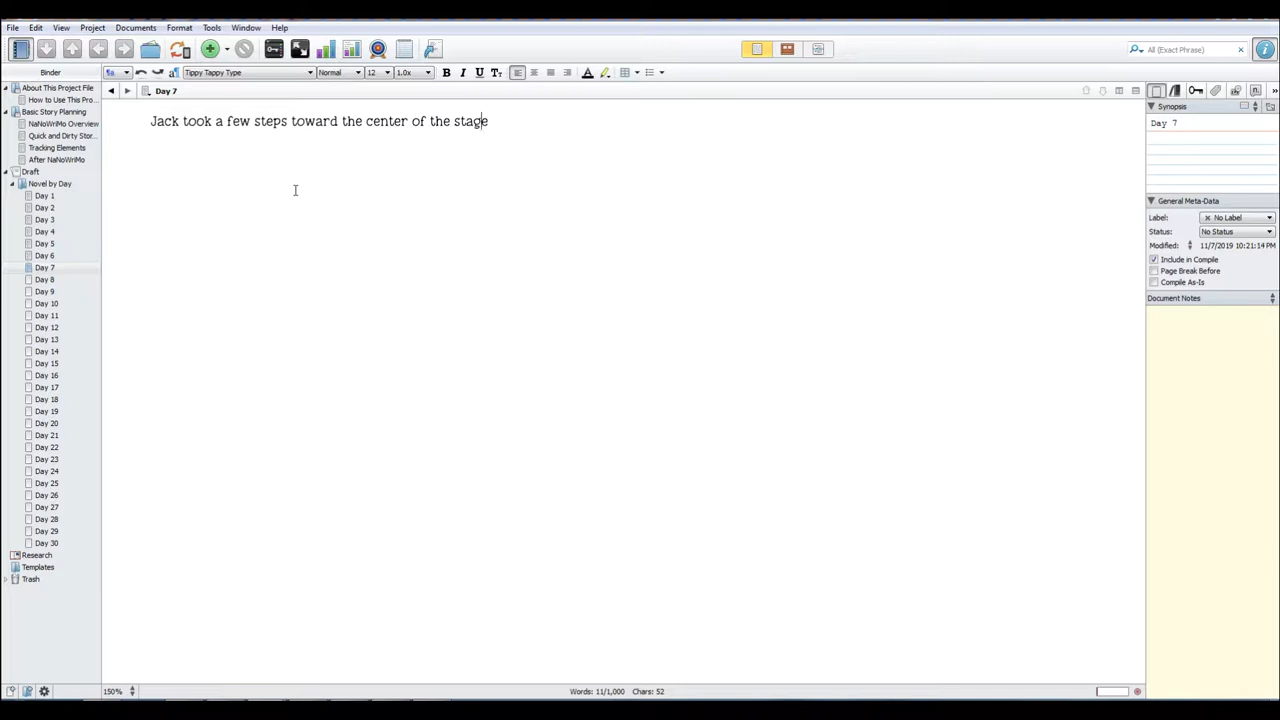 File Edit View Project Documents Format Tools Window Help
All (Exact Phrase)
Binder
¶a Tippy Tappy Type Normal 12 1.0x B I U
About This Project File
How to Use This Pro...
Basic Story Planning
NaNoWriMo Overview
Quick and Dirty Stor...
Tracking Elements
After NaNoWriMo
Draft
Novel by Day
Day 1
Day 2
Day 3
Day 4
Day 5
Day 6
Day 7
Day 8
Day 9
Day 10
Day 11
Day 12
Day 13
Day 14
Day 15
Day 16
Day 17
Day 18
Day 19
Day 20
Day 21
Day 22
Day 23
Day 24
Day 25
Day 26
Day 27
Day 28
Day 29
Day 30
Research
Templates
Trash
Day 7
Jack took a few steps toward the center of the stage
150%
Words: 11/1,000 Chars: 52
Synopsis
Day 7
General Meta-Data
Label: No Label
Status: No Status
Modified: 11/7/2019 10:21:14 PM
Include in Compile
Page Break Before
Compile As-Is
Document Notes